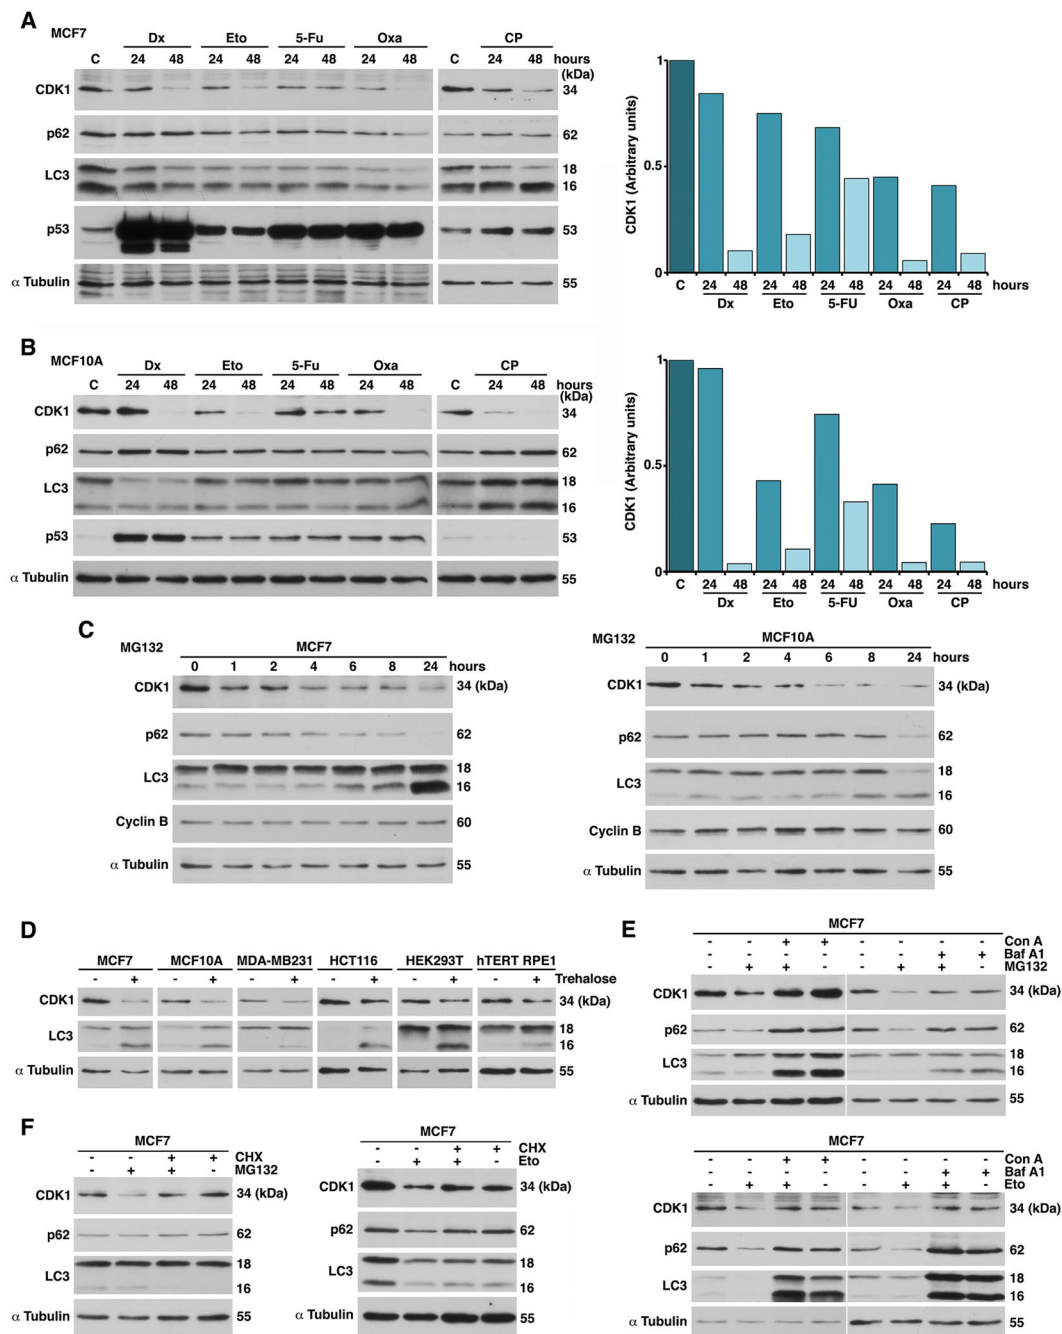 A
MCF7
Dx Eto 5-Fu Oxa CP
C 24 48 24 48 24 48 24 48 C 24 48 hours
(kDa)
CDK1 34
p62 62
LC3 18
16
p53 53
α Tubulin 55
CDK1 (Arbitrary units)
1
0.5
0
C 24 48 24 48 24 48 24 48 24 48 hours
Dx Eto 5-FU Oxa CP
B
MCF10A
Dx Eto 5-Fu Oxa CP
C 24 48 24 48 24 48 24 48 C 24 48 hours
(kDa)
CDK1 34
p62 62
LC3 18
16
p53 53
α Tubulin 55
CDK1 (Arbitrary units)
1
0.5
0
C 24 48 24 48 24 48 24 48 24 48 hours
Dx Eto 5-FU Oxa CP
C
MG132 MCF7
0 1 2 4 6 8 24 hours
CDK1 34 (kDa)
p62 62
LC3 18
16
Cyclin B 60
α Tubulin 55
MG132 MCF10A
0 1 2 4 6 8 24 hours
CDK1 34 (kDa)
p62 62
LC3 18
16
Cyclin B 60
α Tubulin 55
D
MCF7 MCF10A MDA-MB231 HCT116 HEK293T hTERT RPE1
- + - + - + - + - + - + Trehalose
CDK1 34 (kDa)
LC3 18
16
α Tubulin 55
E
MCF7
- - + + - - - - Con A
- - - - - - + + Baf A1
- + + - - + + - MG132
CDK1 34 (kDa)
p62 62
LC3 18
16
α Tubulin 55
MCF7
- - + + - - - - Con A
- - - - - - + + Baf A1
- + + - - + + - Eto
CDK1 34 (kDa)
p62 62
LC3 18
16
α Tubulin 55
F
MCF7
- - + + CHX
- + + - MG132
CDK1 34 (kDa)
p62 62
LC3 18
16
α Tubulin 55
MCF7
- - + + CHX
- + + - Eto
CDK1 34 (kDa)
p62 62
LC3 18
16
α Tubulin 55